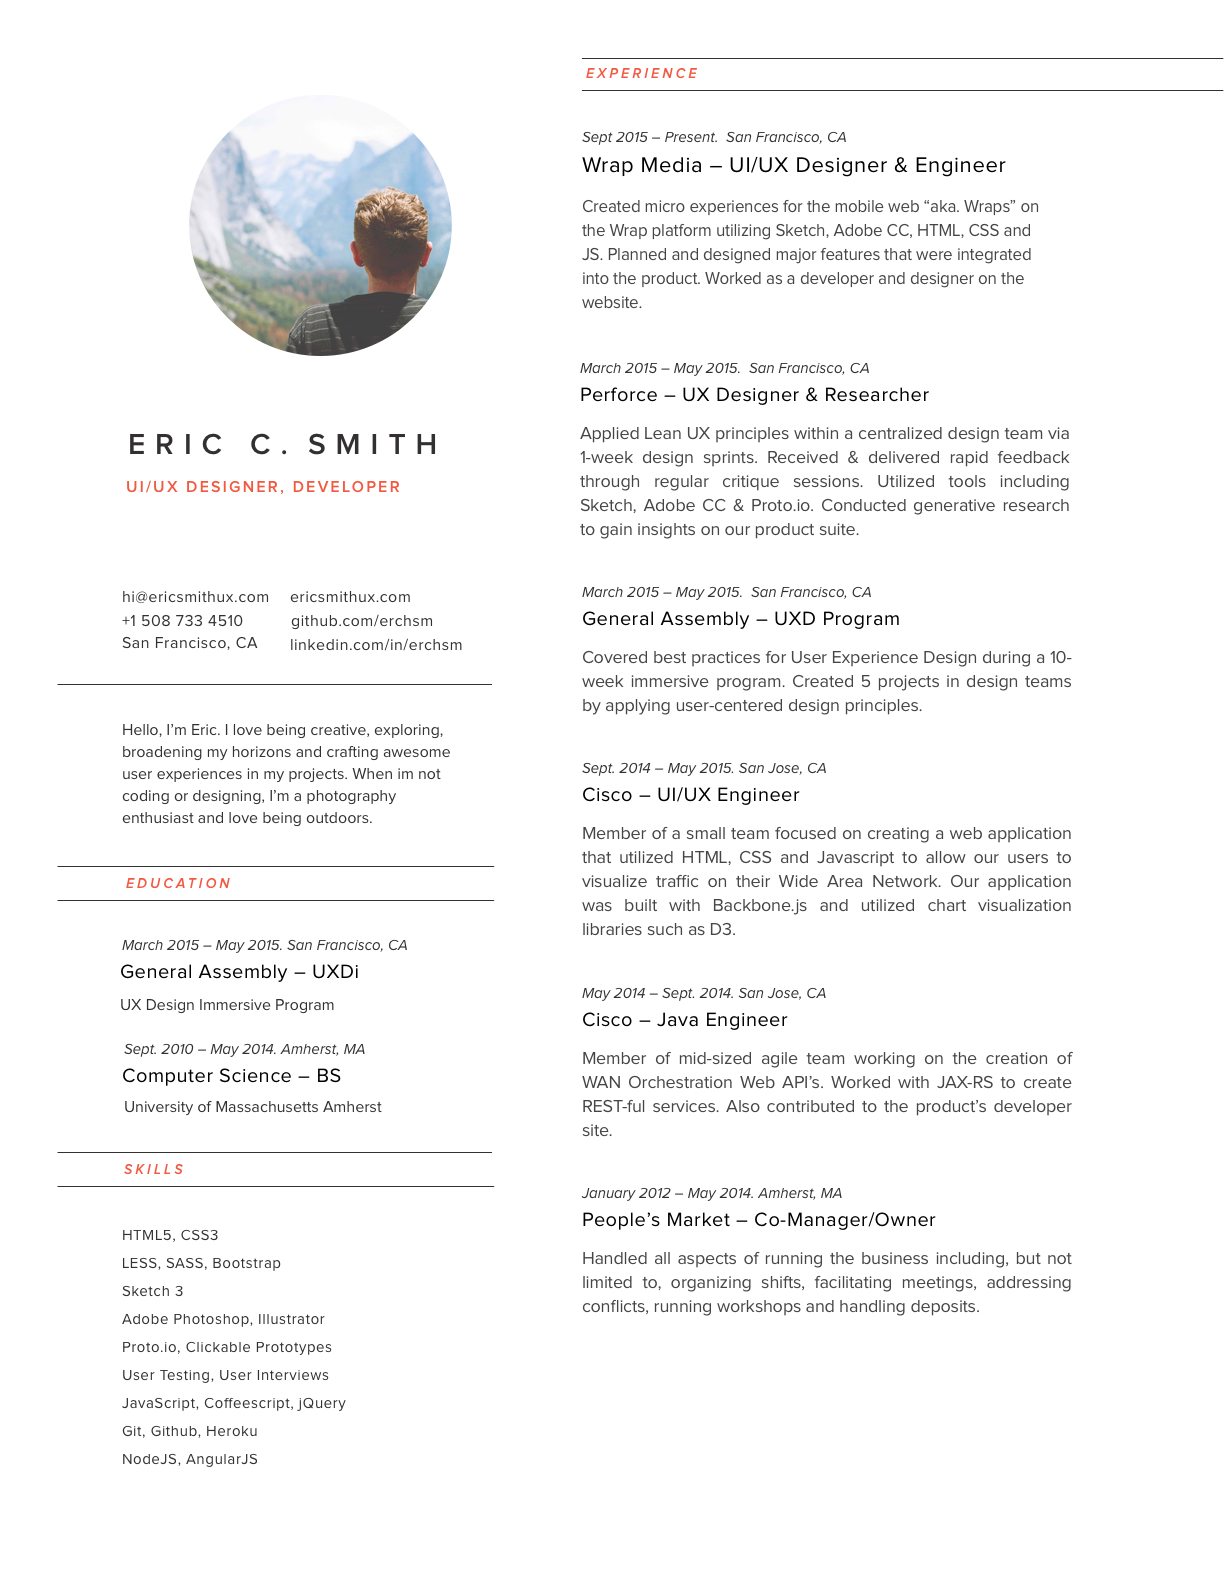 ERIC C. SMITH
UI/UX DESIGNER, DEVELOPER
hi@ericsmithux.com
+1 508 733 4510
San Francisco, CA
ericsmithux.com
github.com/erchsm
linkedin.com/in/erchsm
Hello, I’m Eric. I love being creative, exploring,
broadening my horizons and crafting awesome
user experiences in my projects. When im not
coding or designing, I’m a photography
enthusiast and love being outdoors.
EDUCATION
March 2015 – May 2015. San Francisco, CA
General Assembly – UXDi
UX Design Immersive Program
Sept. 2010 – May 2014. Amherst, MA
Computer Science – BS
University of Massachusetts Amherst
SKILLS
HTML5, CSS3
LESS, SASS, Bootstrap
Sketch 3
Adobe Photoshop, Illustrator
Proto.io, Clickable Prototypes
User Testing, User Interviews
JavaScript, Coffeescript, jQuery
Git, Github, Heroku
NodeJS, AngularJS
EXPERIENCE
Sept 2015 – Present. San Francisco, CA
Wrap Media – UI/UX Designer & Engineer
Created micro experiences for the mobile web “aka. Wraps” on
the Wrap platform utilizing Sketch, Adobe CC, HTML, CSS and
JS. Planned and designed major features that were integrated
into the product. Worked as a developer and designer on the
website.
March 2015 – May 2015. San Francisco, CA
Perforce – UX Designer & Researcher
Applied Lean UX principles within a centralized design team via
1-week design sprints. Received & delivered rapid feedback
through regular critique sessions. Utilized tools including
Sketch, Adobe CC & Proto.io. Conducted generative research
to gain insights on our product suite.
March 2015 – May 2015. San Francisco, CA
General Assembly – UXD Program
Covered best practices for User Experience Design during a 10-
week immersive program. Created 5 projects in design teams
by applying user-centered design principles.
Sept. 2014 – May 2015. San Jose, CA
Cisco – UI/UX Engineer
Member of a small team focused on creating a web application
that utilized HTML, CSS and Javascript to allow our users to
visualize traffic on their Wide Area Network. Our application
was built with Backbone.js and utilized chart visualization
libraries such as D3.
May 2014 – Sept. 2014. San Jose, CA
Cisco – Java Engineer
Member of mid-sized agile team working on the creation of
WAN Orchestration Web API’s. Worked with JAX-RS to create
REST-ful services. Also contributed to the product’s developer
site.
January 2012 – May 2014. Amherst, MA
People’s Market – Co-Manager/Owner
Handled all aspects of running the business including, but not
limited to, organizing shifts, facilitating meetings, addressing
conflicts, running workshops and handling deposits.